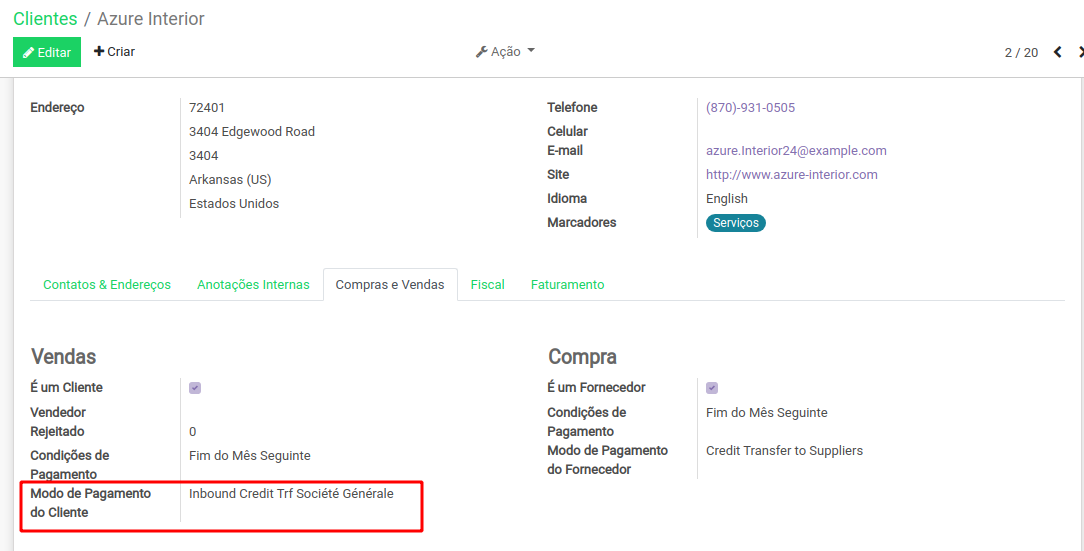 Clientes / Azure Interior
Editar
Criar
Ação
2 / 20
Endereço
72401
3404 Edgewood Road
3404
Arkansas (US)
Estados Unidos
Telefone
(870)-931-0505
Celular
E-mail
azure.Interior24@example.com
Site
http://www.azure-interior.com
Idioma
English
Marcadores
Serviços
Contatos & Endereços
Anotações Internas
Compras e Vendas
Fiscal
Faturamento
Vendas
É um Cliente
Vendedor
Rejeitado
0
Condições de
Pagamento
Fim do Mês Seguinte
Modo de Pagamento
do Cliente
Inbound Credit Trf Société Générale
Compra
É um Fornecedor
Condições de
Pagamento
Fim do Mês Seguinte
Modo de Pagamento
do Fornecedor
Credit Transfer to Suppliers